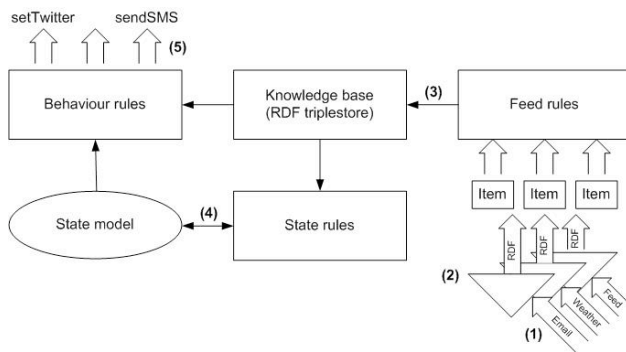 setTwitter
sendSMS
(5)
Behaviour rules
Knowledge base
(RDF triplestore)
(3)
Feed rules
Item
Item
Item
State model
(4)
State rules
RDF
RDF
RDF
(2)
(1)
Email
Weather
Feed